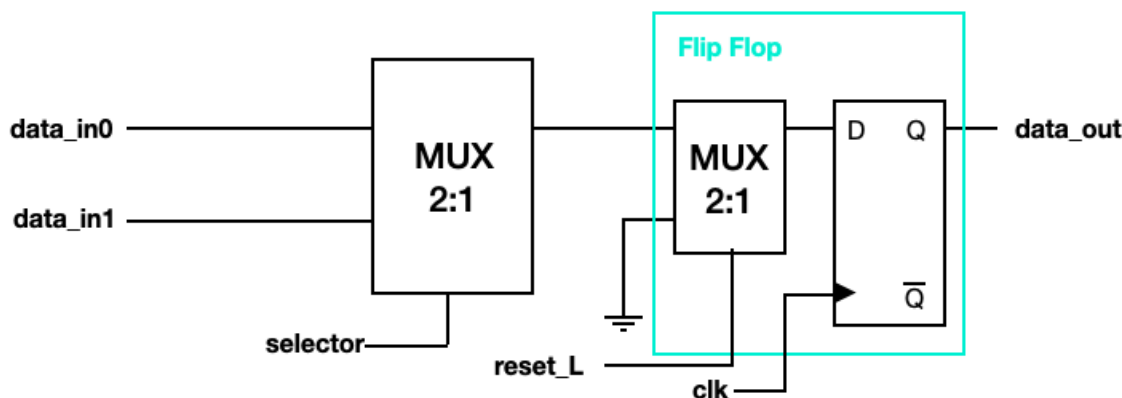 Flip Flop
data_in0
MUX
2:1
MUX
2:1
D
Q
data_out
data_in1
Q̅
selector
reset_L
clk